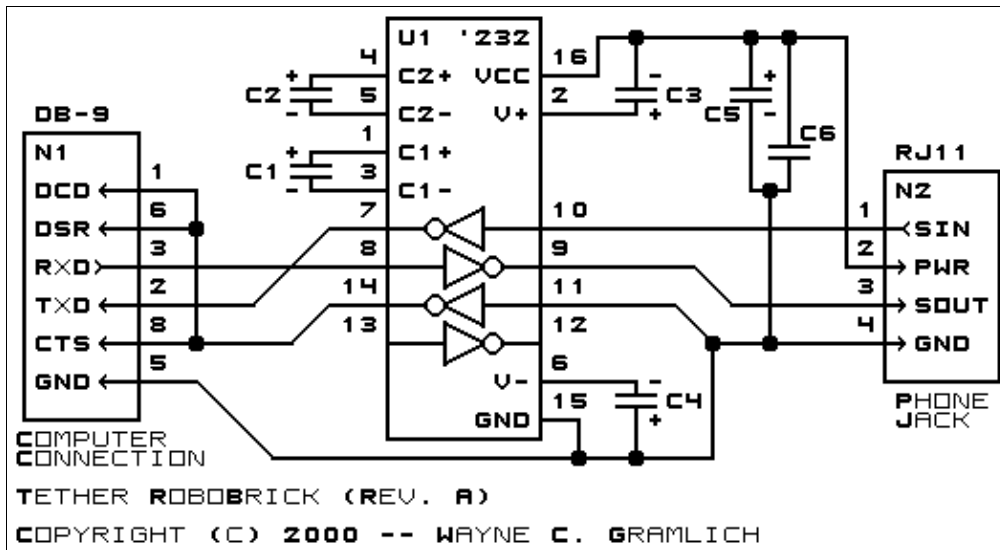 U1 '232
4 C2+ VCC 16
C2 + -
5 C2- V+ 2
- C3 +
+ C5 -
C6
DB-9
1 C1+
C1 + -
3 C1-
RJ11
N1
N2
DCD 1
DSR 6
7 10
1 SIN
RXD 3
8 9
2 PWR
TXD 2
14 11
3 SOUT
CTS 8
13 12
4 GND
GND 5
V- 6
- C4 +
GND 15
COMPUTER
CONNECTION
PHONE
JACK
TETHER ROBOBRICK (REV. A)
COPYRIGHT (C) 2000 -- WAYNE C. GRAMLICH